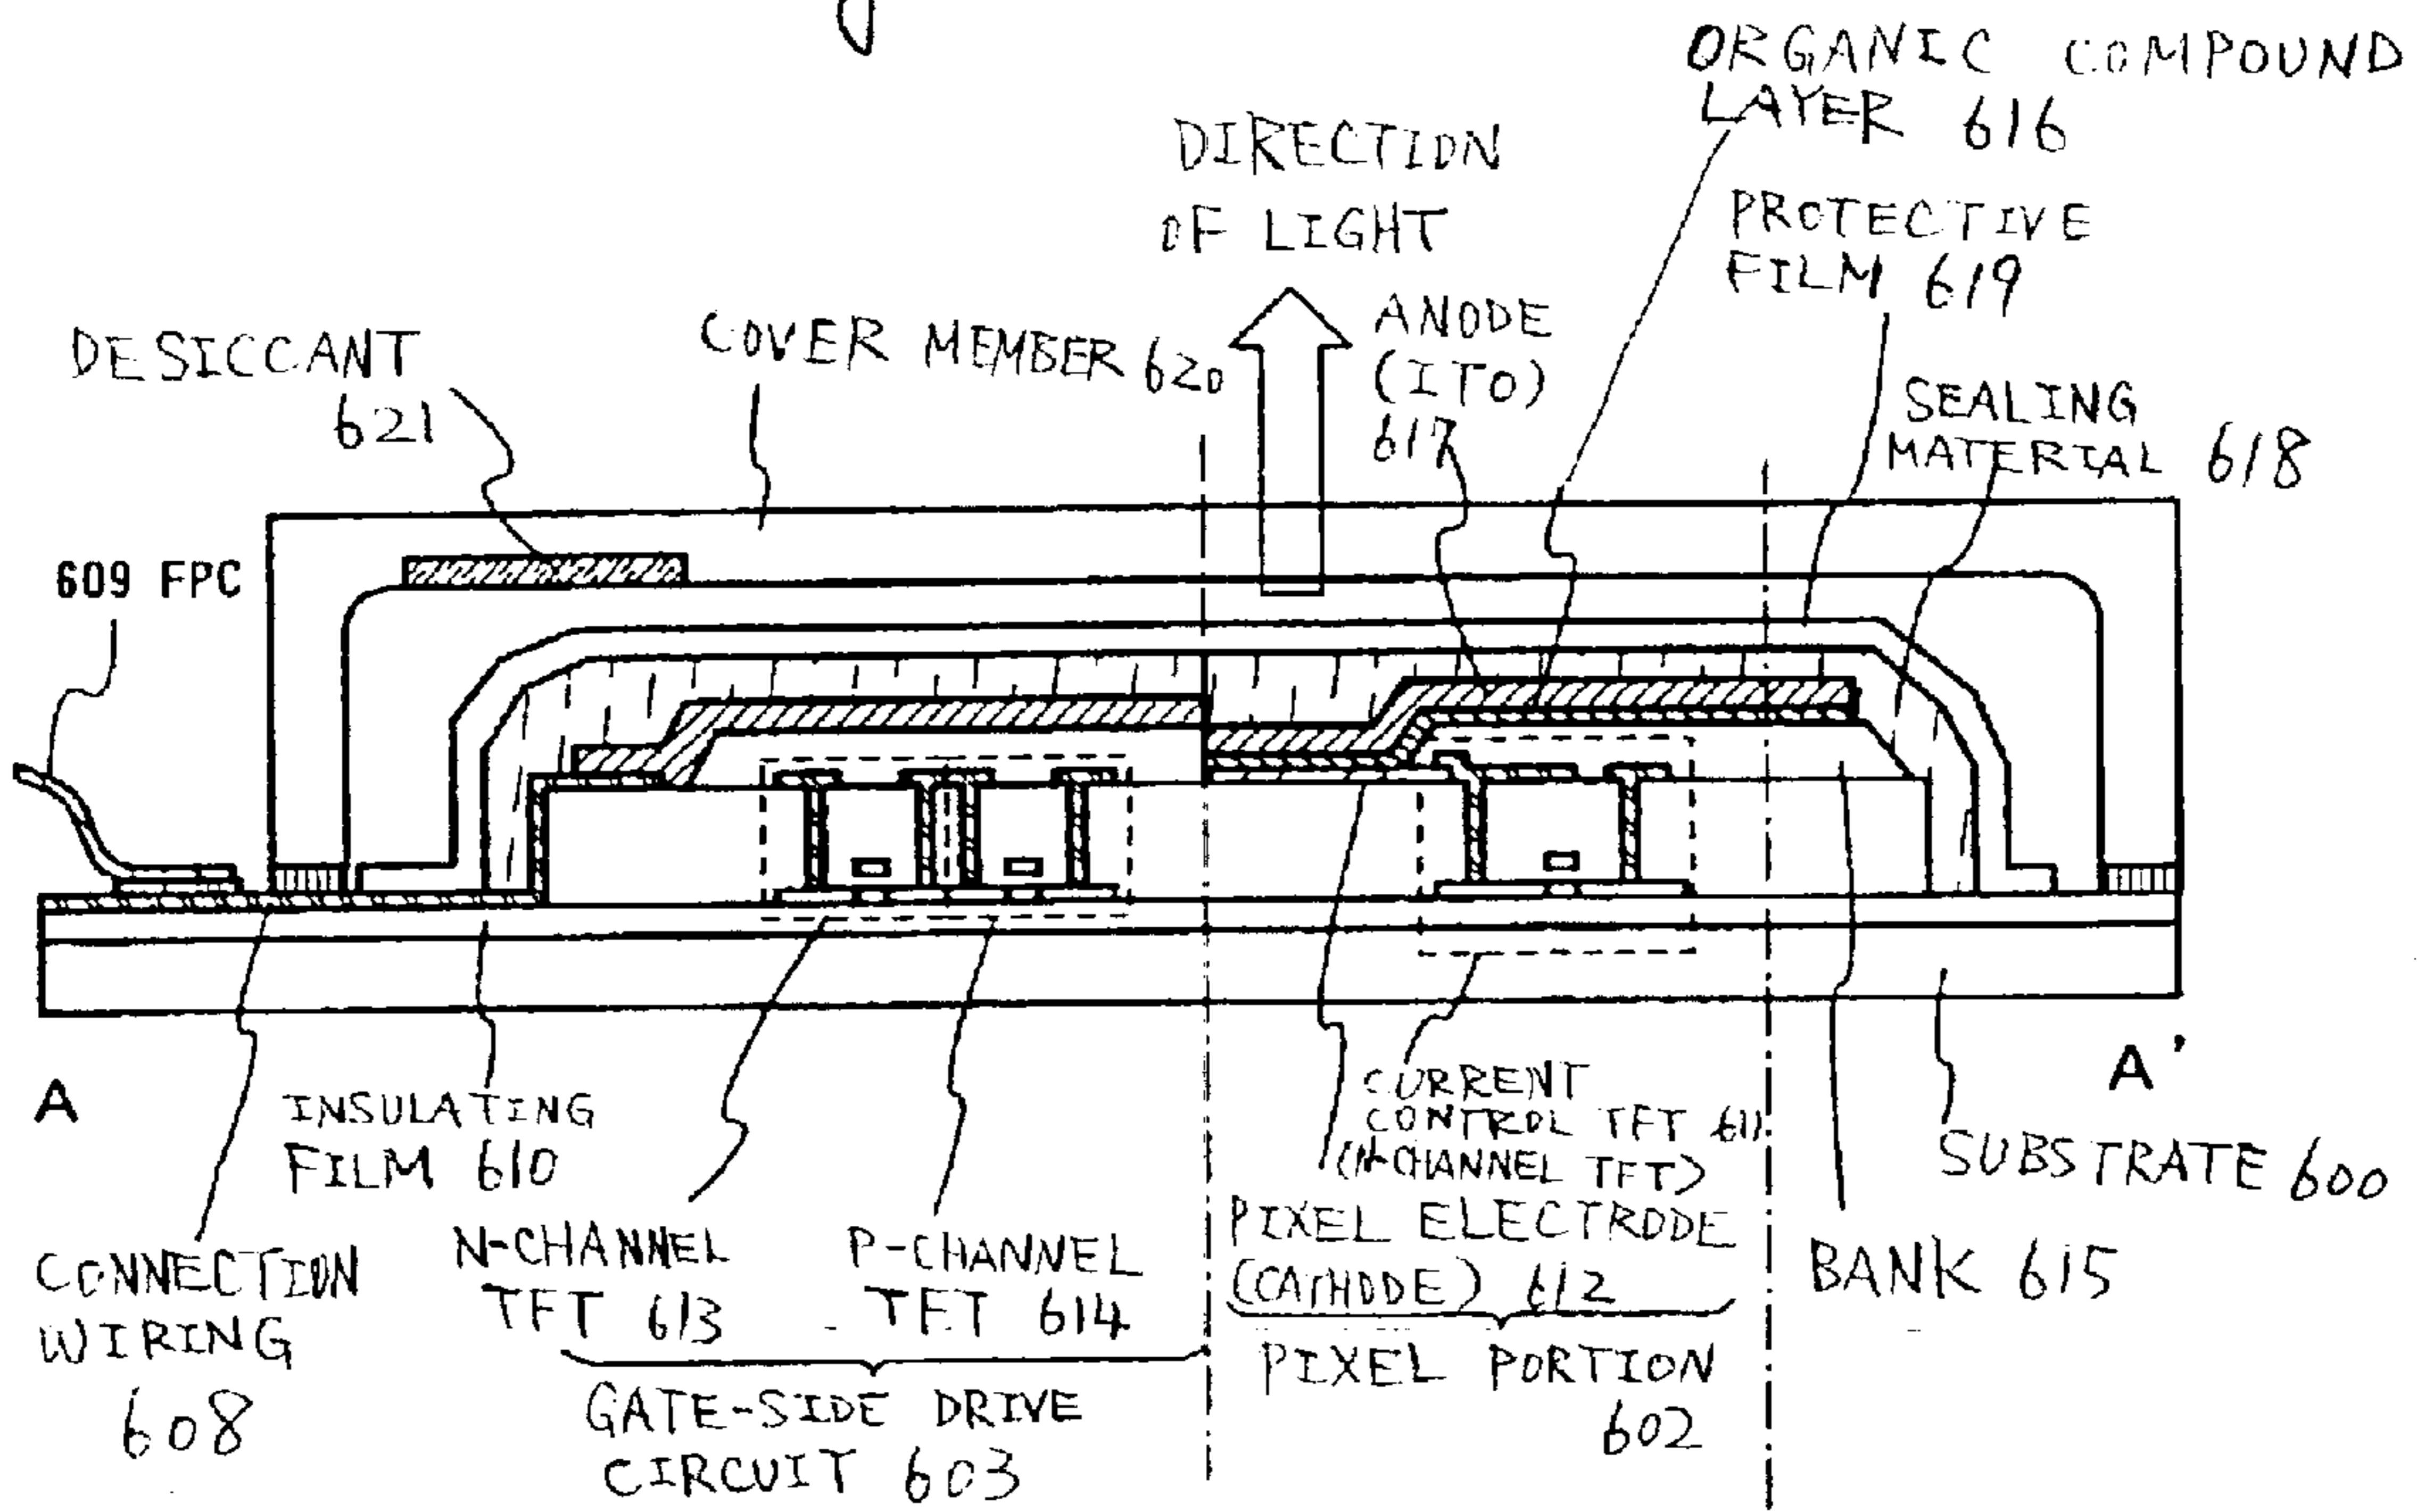 ORGANIC COMPOUND
LAYER 616
DIRECTION
OF LIGHT
PROTECTIVE
FILM 619
ANODE
(ITO)
617
COVER MEMBER 620
DESICCANT
621
SEALING
MATERIAL 618
609 FPC
A
A'
INSULATING
FILM 610
CURRENT
CONTROL TFT 611
(N-CHANNEL TFT)
SUBSTRATE 600
CONNECTION
WIRING
608
N-CHANNEL
TFT 613
P-CHANNEL
TFT 614
PIXEL ELECTRODE
(CATHODE) 612
BANK 615
GATE-SIDE DRIVE
CIRCUIT 603
PIXEL PORTION
602